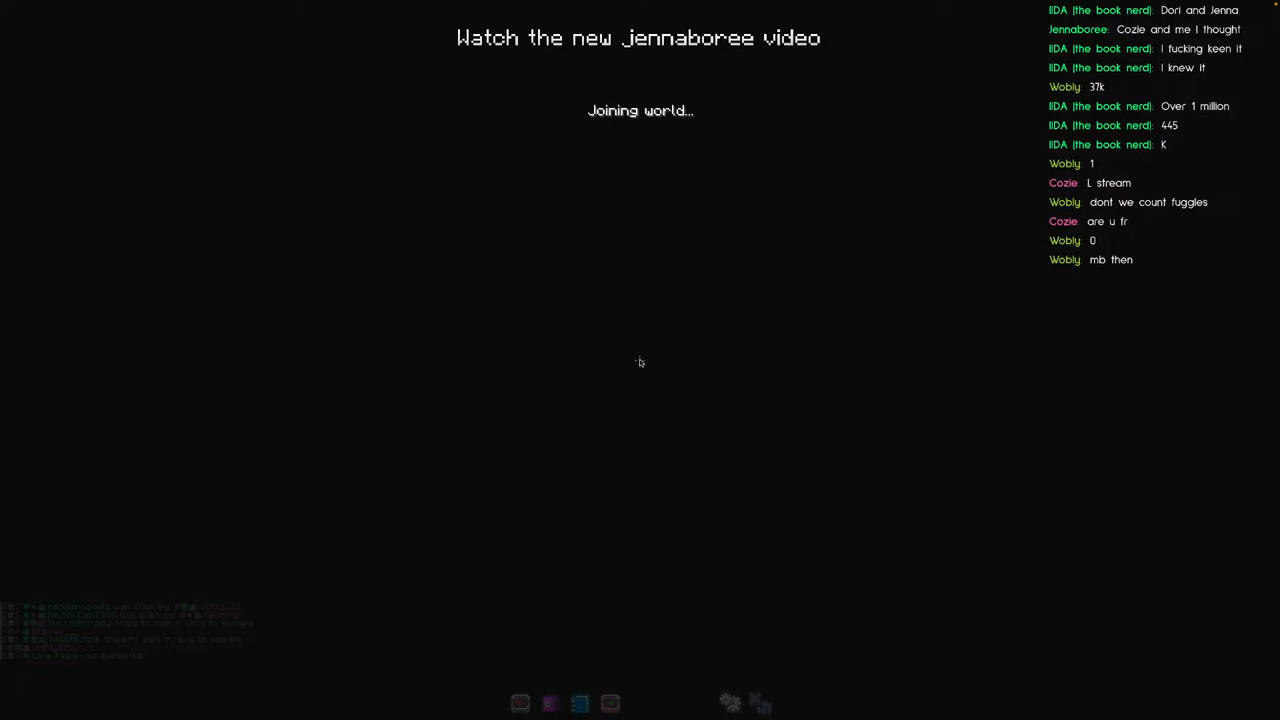 Watch the new jennaboree video
Joining world...
IIDA (the book nerd): Dori and Jenna
Jennaboree: Cozie and me I thought
IIDA (the book nerd): I fucking keen it
IIDA (the book nerd): I knew it
Wobly: 37k
IIDA (the book nerd): Over 1 million
IIDA (the book nerd): 445
IIDA (the book nerd): K
Wobly: 1
Cozie: L stream
Wobly: dont we count fuggles
Cozie: are u fr
Wobly: 0
Wobly: mb then